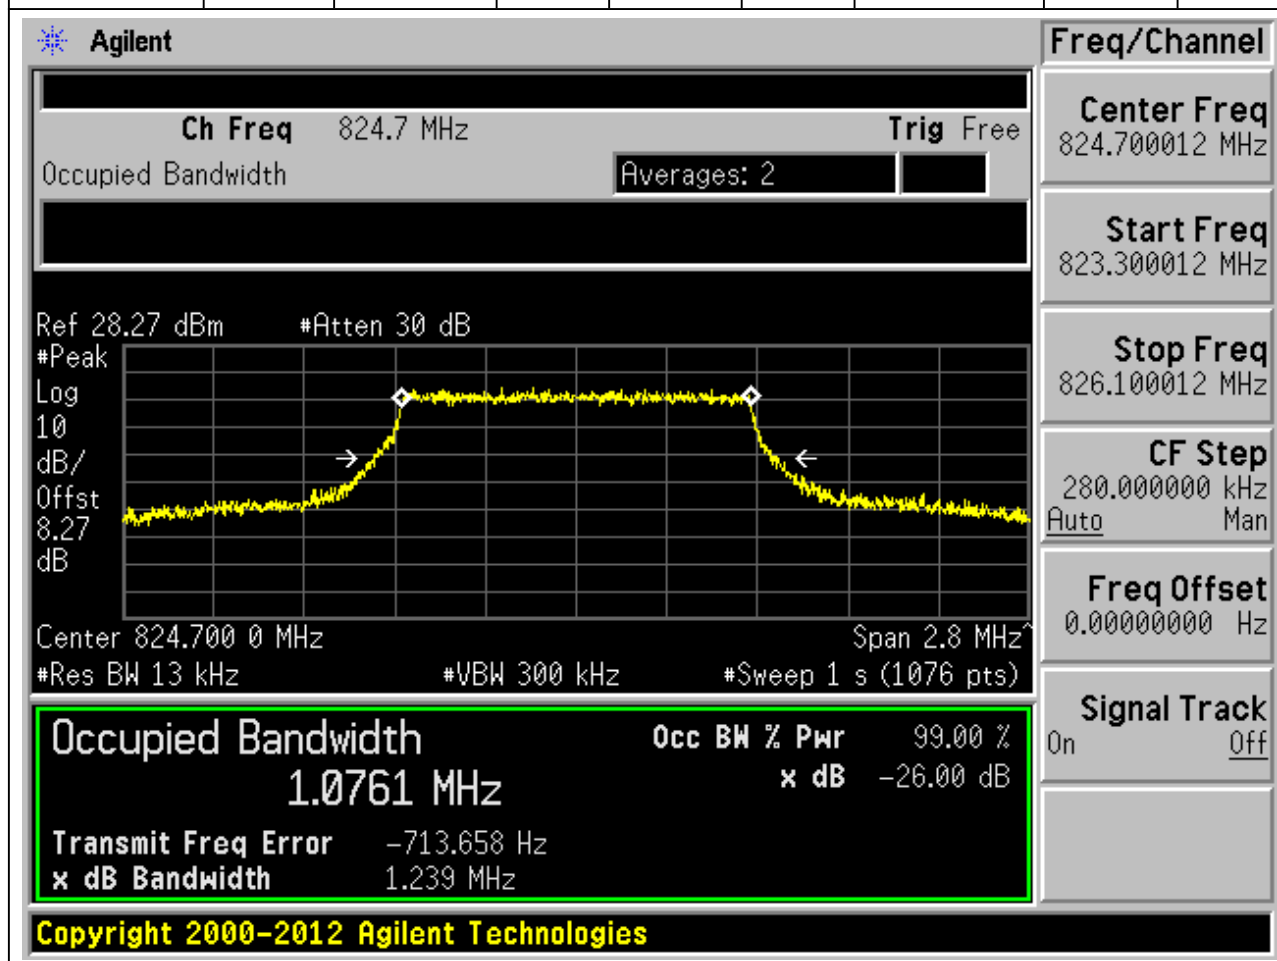 Agilent
Freq/Channel
Ch Freq 824.7 MHz Trig Free
Occupied Bandwidth Averages: 2
Center Freq
824.700012 MHz
Start Freq
823.300012 MHz
Stop Freq
826.100012 MHz
CF Step
280.000000 kHz
Auto Man
Freq Offset
0.00000000 Hz
Signal Track
On Off
Ref 28.27 dBm #Atten 30 dB
#Peak
Log
10
dB/
Offst
8.27
dB
Center 824.700 0 MHz Span 2.8 MHz^
#Res BW 13 kHz #VBW 300 kHz #Sweep 1 s (1076 pts)
Occupied Bandwidth Occ BW % Pwr 99.00 %
1.0761 MHz x dB -26.00 dB
Transmit Freq Error -713.658 Hz
x dB Bandwidth 1.239 MHz
Copyright 2000-2012 Agilent Technologies